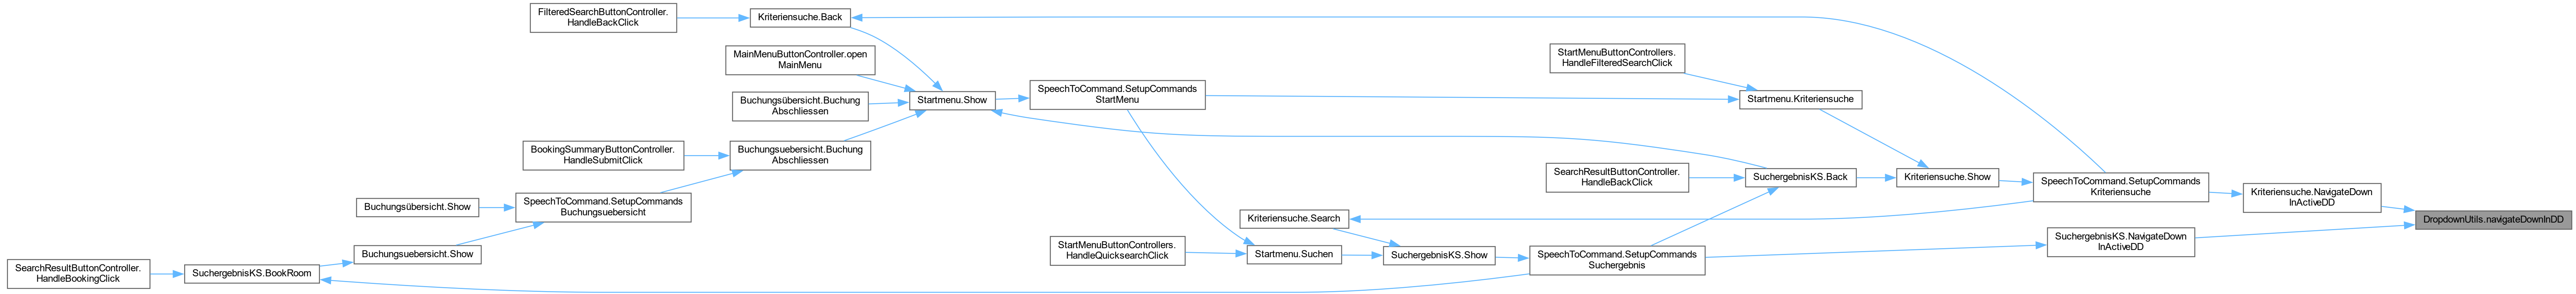 FilteredSearchButtonController.
HandleBackClick
Kriteriensuche.Back
MainMenuButtonController.open
MainMenu
Buchungsübersicht.Buchung
Abschliessen
Startmenu.Show
SpeechToCommand.SetupCommands
StartMenu
StartMenuButtonControllers.
HandleFilteredSearchClick
Startmenu.Kriteriensuche
BookingSummaryButtonController.
HandleSubmitClick
Buchungsuebersicht.Buchung
Abschliessen
SearchResultButtonController.
HandleBackClick
SuchergebnisKS.Back
Kriteriensuche.Show
SpeechToCommand.SetupCommands
Kriteriensuche
Kriteriensuche.NavigateDown
InActiveDD
DropdownUtils.navigateDownInDD
Buchungsübersicht.Show
SpeechToCommand.SetupCommands
Buchungsuebersicht
Kriteriensuche.Search
SuchergebnisKS.NavigateDown
InActiveDD
Buchungsuebersicht.Show
StartMenuButtonControllers.
HandleQuicksearchClick
Startmenu.Suchen
SuchergebnisKS.Show
SpeechToCommand.SetupCommands
Suchergebnis
SearchResultButtonController.
HandleBookingClick
SuchergebnisKS.BookRoom